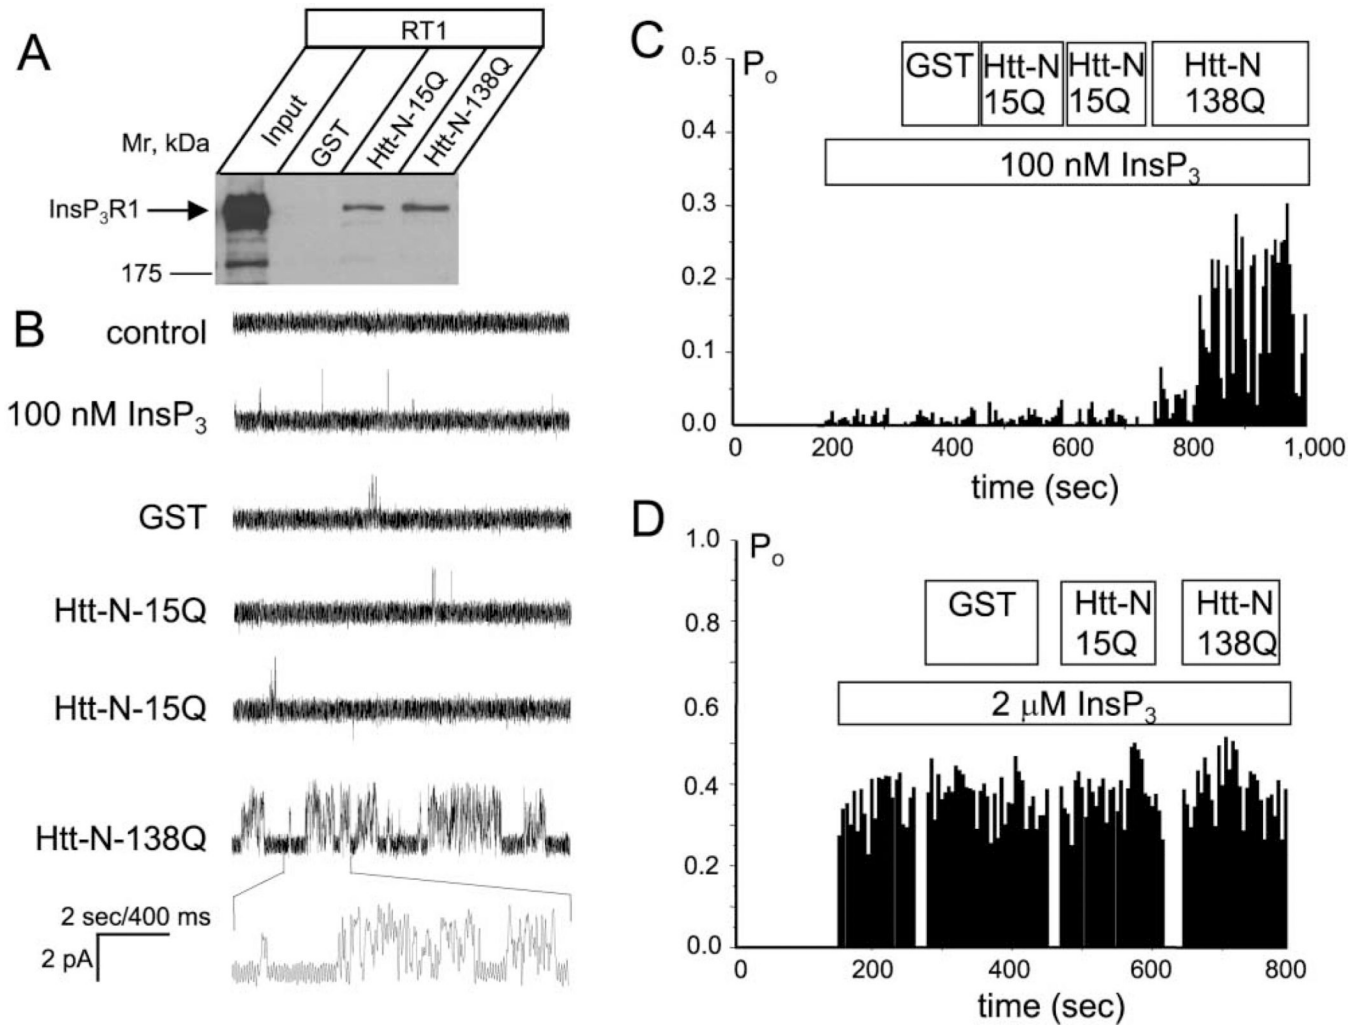 A
RT1
Input
GST
Htt-N-15Q
Htt-N-138Q
Mr, kDa
InsP₃R1
175
B
control
100 nM InsP₃
GST
Htt-N-15Q
Htt-N-15Q
Htt-N-138Q
2 sec/400 ms
2 pA
C
Pₒ
0.5
0.4
0.3
0.2
0.1
0.0
GST
Htt-N
15Q
Htt-N
15Q
Htt-N
138Q
100 nM InsP₃
0 200 400 600 800 1,000
time (sec)
D
Pₒ
1.0
0.8
0.6
0.4
0.2
0.0
GST
Htt-N
15Q
Htt-N
138Q
2 μM InsP₃
0 200 400 600 800
time (sec)